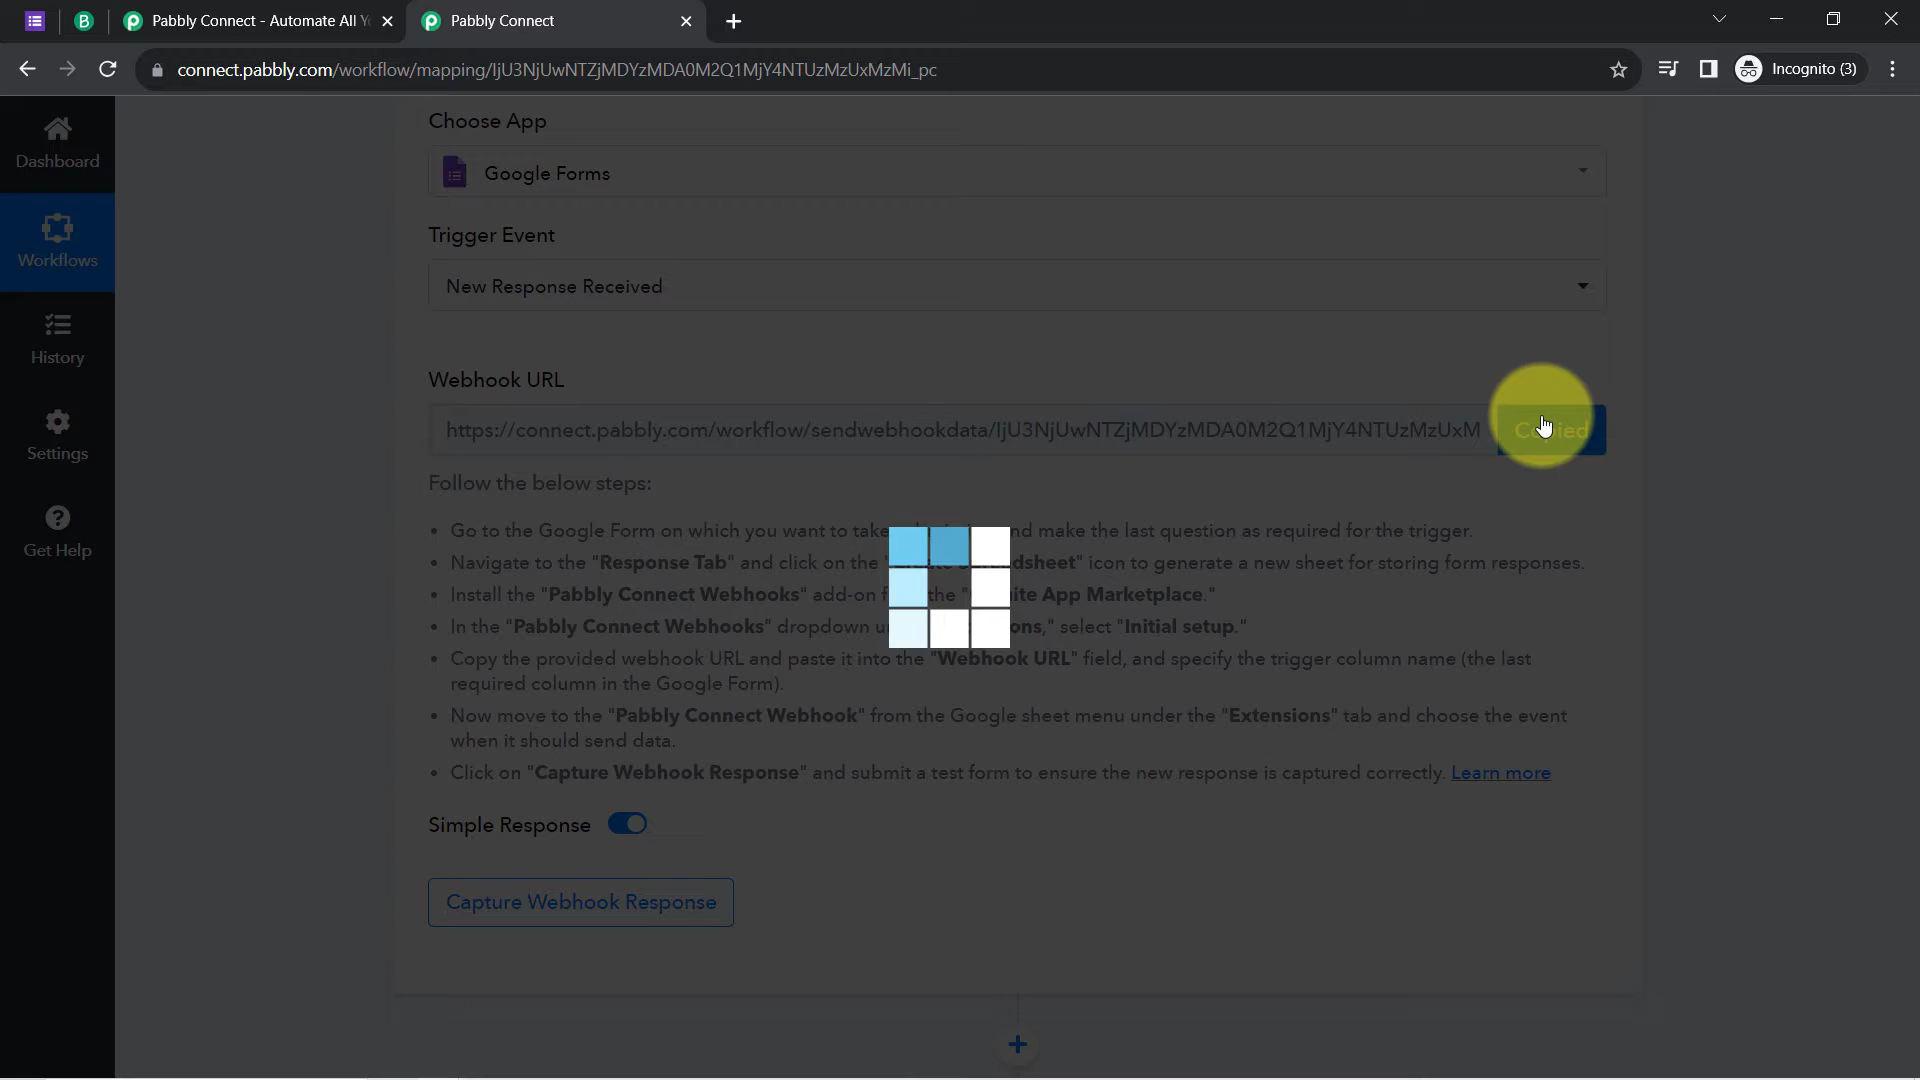 Pabbly Connect - Automate All
Pabbly Connect
connect.pabbly.com/workflow/mapping/IjU3NjUwNTZjMDYzMDA0M2Q1MjY4NTUzMzUxMzMi_pc
Incognito (3)
Dashboard
Workflows
History
Settings
Get Help
Choose App
Google Forms
Trigger Event
New Response Received
Webhook URL
https://connect.pabbly.com/workflow/sendwebhookdata/IjU3NjUwNTZjMDYzMDA0M2Q1MjY4NTUzMzUxM
Copied
Follow the below steps:
• Go to the Google Form on which you want to take nd make the last question as required for the trigger.
• Navigate to the "Response Tab" and click on the dsheet" icon to generate a new sheet for storing form responses.
• Install the "Pabbly Connect Webhooks" add-on the ite App Marketplace."
• In the "Pabbly Connect Webhooks" dropdown ons," select "Initial setup."
• Copy the provided webhook URL and paste it into the "Webhook URL" field, and specify the trigger column name (the last
required column in the Google Form).
• Now move to the "Pabbly Connect Webhook" from the Google sheet menu under the "Extensions" tab and choose the event
when it should send data.
• Click on "Capture Webhook Response" and submit a test form to ensure the new response is captured correctly. Learn more
Simple Response
Capture Webhook Response